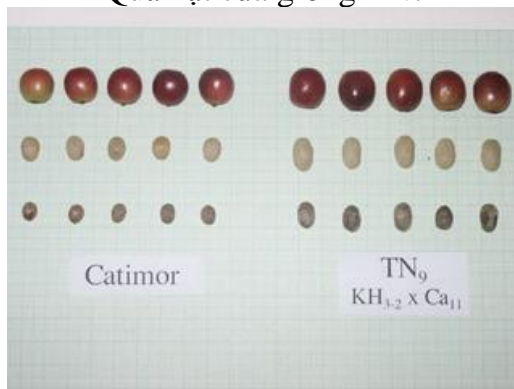 Catimor
TN₉
KH₃₋₂ x Ca₁₁